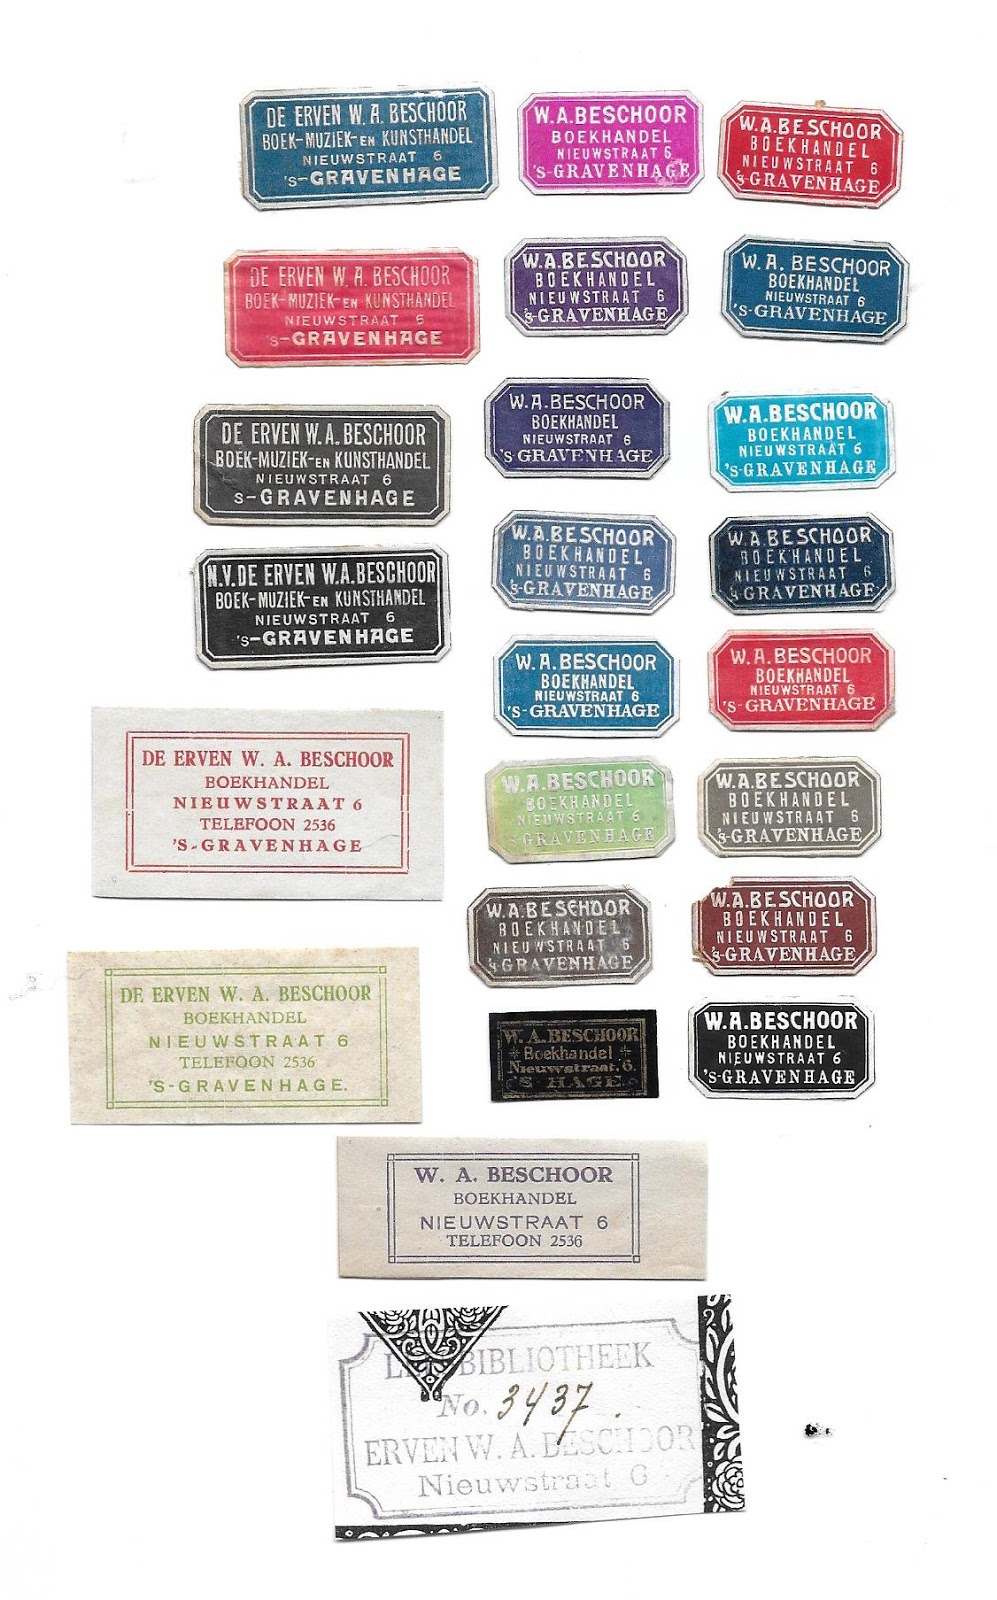 DE ERVEN W. A. BESCHOOR
BOEK-MUZIEK-EN KUNSTHANDEL
NIEUWSTRAAT 6
'S-GRAVENHAGE
W.A. BESCHOOR
BOEKHANDEL
NIEUWSTRAAT 6
'S-GRAVENHAGE
W.A. BESCHOOR
BOEKHANDEL
NIEUWSTRAAT 6
'S-GRAVENHAGE
DE ERVEN W. A. BESCHOOR
BOEK-MUZIEK-EN KUNSTHANDEL
NIEUWSTRAAT 6
'S-GRAVENHAGE
W.A. BESCHOOR
BOEKHANDEL
NIEUWSTRAAT 6
'S-GRAVENHAGE
W. A. BESCHOOR
BOEKHANDEL
NIEUWSTRAAT 6
'S-GRAVENHAGE
DE ERVEN W. A. BESCHOOR
BOEK-MUZIEK-EN KUNSTHANDEL
NIEUWSTRAAT 6
S-GRAVENHAGE
W. A. BESCHOOR
BOEKHANDEL
NIEUWSTRAAT 6
'S GRAVENHAGE
W.A. BESCHOOR
BOEKHANDEL
NIEUWSTRAAT 6
'S-GRAVENHAGE
N.V. DE ERVEN W.A. BESCHOOR
BOEK-MUZIEK-EN KUNSTHANDEL
NIEUWSTRAAT 6
'S-GRAVENHAGE
W.A. BESCHOOR
BOEKHANDEL
NIEUWSTRAAT 6
'S-GRAVENHAGE
W.A. BESCHOOR
BOEKHANDEL
NIEUWSTRAAT 6
'S GRAVENHAGE
W. A. BESCHOOR
BOEKHANDEL
NIEUWSTRAAT 6
'S-GRAVENHAGE
W. A. BESCHOOR
BOEKHANDEL
NIEUWSTRAAT 6
'S-GRAVENHAGE
DE ERVEN W. A. BESCHOOR
BOEKHANDEL
NIEUWSTRAAT 6
TELEFOON 2536
'S-GRAVENHAGE
W.A. BESCHOOR
BOEKHANDEL
NIEUWSTRAAT 6
'S GRAVENHAGE
W.A. BESCHOOR
BOEKHANDEL
NIEUWSTRAAT 6
'S-GRAVENHAGE
W.A. BESCHOOR
BOEKHANDEL
NIEUWSTRAAT 6
'S GRAVENHAGE
W.A. BESCHOOR
BOEKHANDEL
NIEUWSTRAAT 6
'S-GRAVENHAGE
DE ERVEN W. A. BESCHOOR
BOEKHANDEL
NIEUWSTRAAT 6
TELEFOON 2536
'S-GRAVENHAGE.
W. A. BESCHOOR
Boekhandel
Nieuwstraat, 6.
'S HAGE
W.A. BESCHOOR
BOEKHANDEL
NIEUWSTRAAT 6
'S-GRAVENHAGE
W. A. BESCHOOR
BOEKHANDEL
NIEUWSTRAAT 6
TELEFOON 2536
BIBLIOTHEEK
No. 3437.
ERVEN W. A. BESCHOOR
Nieuwstraat 6